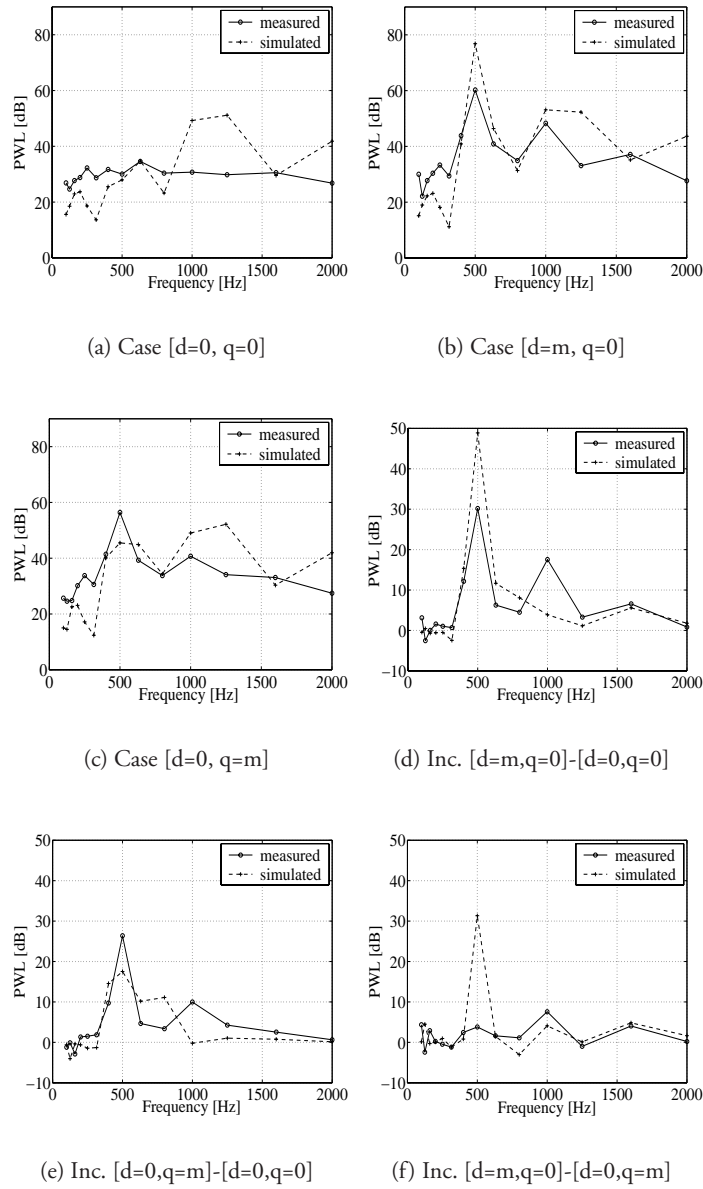 measured
simulated
80
60
40
20
0
PWL [dB]
0
500
1000
1500
2000
Frequency [Hz]
(a) Case [d=0, q=0]
measured
simulated
80
60
40
20
0
PWL [dB]
0
500
1000
1500
2000
Frequency [Hz]
(b) Case [d=m, q=0]
measured
simulated
80
60
40
20
0
PWL [dB]
0
500
1000
1500
2000
Frequency [Hz]
(c) Case [d=0, q=m]
measured
simulated
50
40
30
20
10
0
−10
PWL [dB]
0
500
1000
1500
2000
Frequency [Hz]
(d) Inc. [d=m,q=0]-[d=0,q=0]
measured
simulated
50
40
30
20
10
0
−10
PWL [dB]
0
500
1000
1500
2000
Frequency [Hz]
(e) Inc. [d=0,q=m]-[d=0,q=0]
measured
simulated
50
40
30
20
10
0
−10
PWL [dB]
0
500
1000
1500
2000
Frequency [Hz]
(f) Inc. [d=m,q=0]-[d=0,q=m]